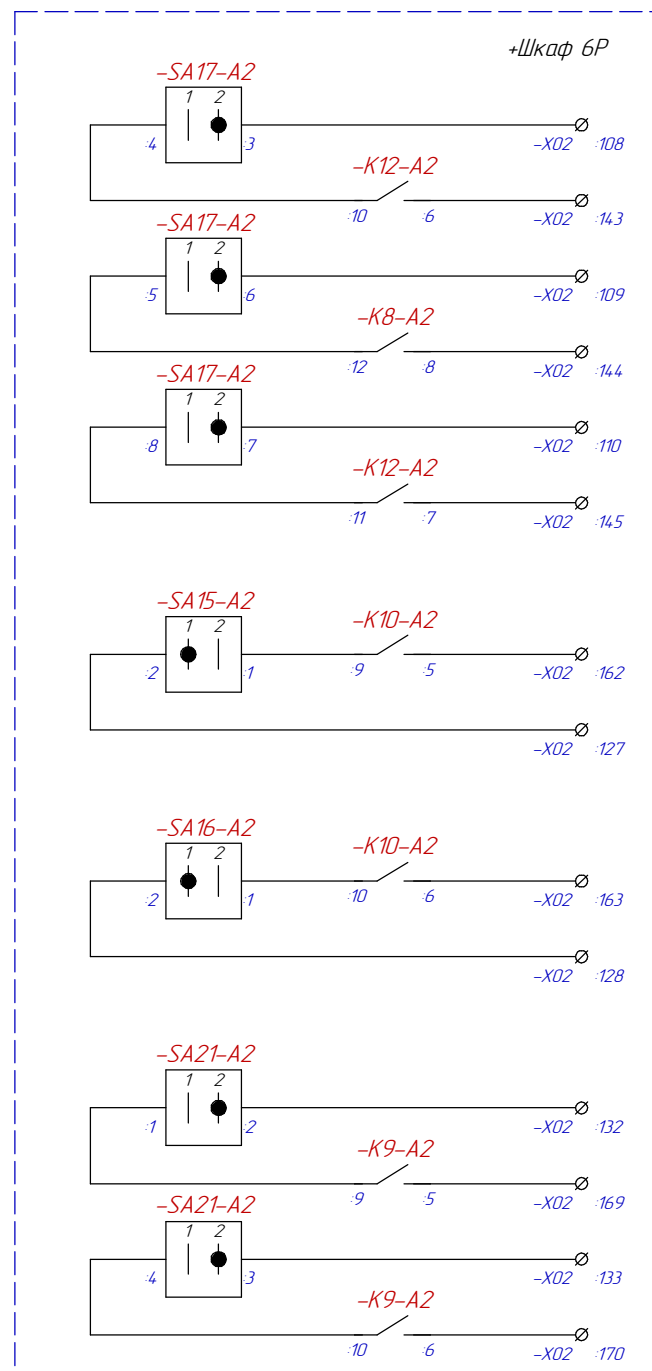 +Шкаф 6Р
-SA17-A2
1 2
:4 :3 -X02 :108
-K12-A2
:10 :6 -X02 :143
-SA17-A2
1 2
:5 :6 -X02 :109
-K8-A2
:12 :8 -X02 :144
-SA17-A2
1 2
:8 :7 -X02 :110
-K12-A2
:11 :7 -X02 :145
-SA15-A2 -K10-A2
1 2
:2 :1 :9 :5 -X02 :162
-X02 :127
-SA16-A2 -K10-A2
1 2
:2 :1 :10 :6 -X02 :163
-X02 :128
-SA21-A2
1 2
:1 :2 -X02 :132
-K9-A2
:9 :5 -X02 :169
-SA21-A2
1 2
:4 :3 -X02 :133
-K9-A2
:10 :6 -X02 :170